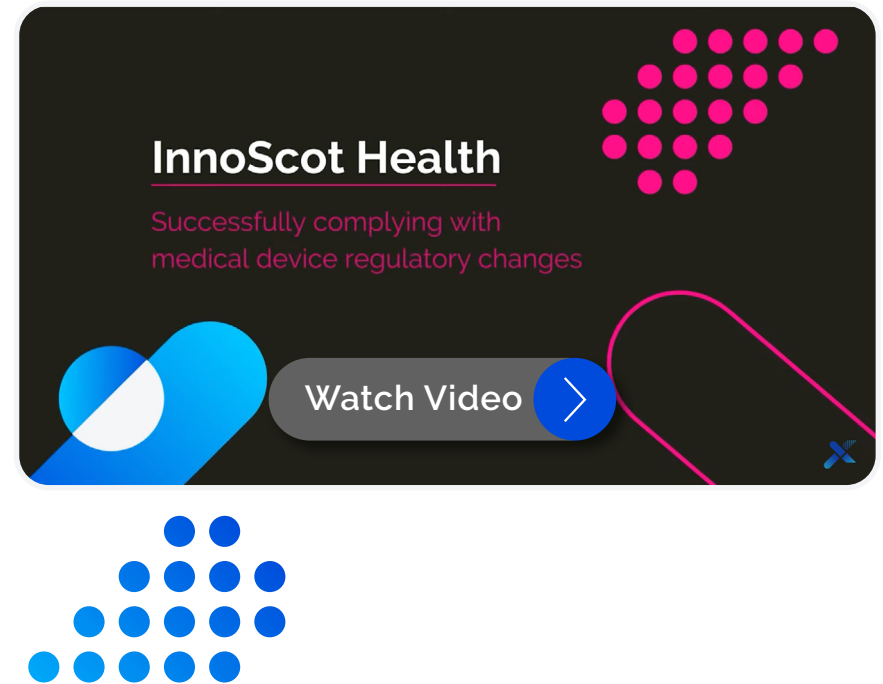 InnoScot Health
Successfully complying with
medical device regulatory changes
Watch Video